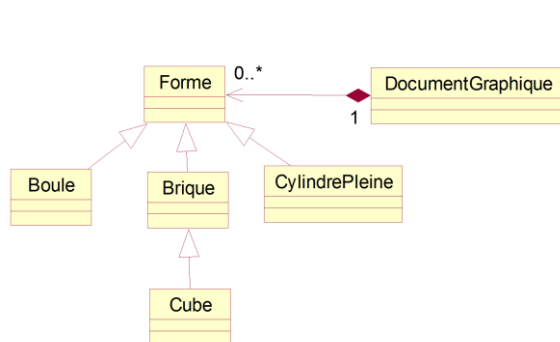 0..*
Forme
DocumentGraphique
1
Boule
Brique
CylindrePleine
Cube